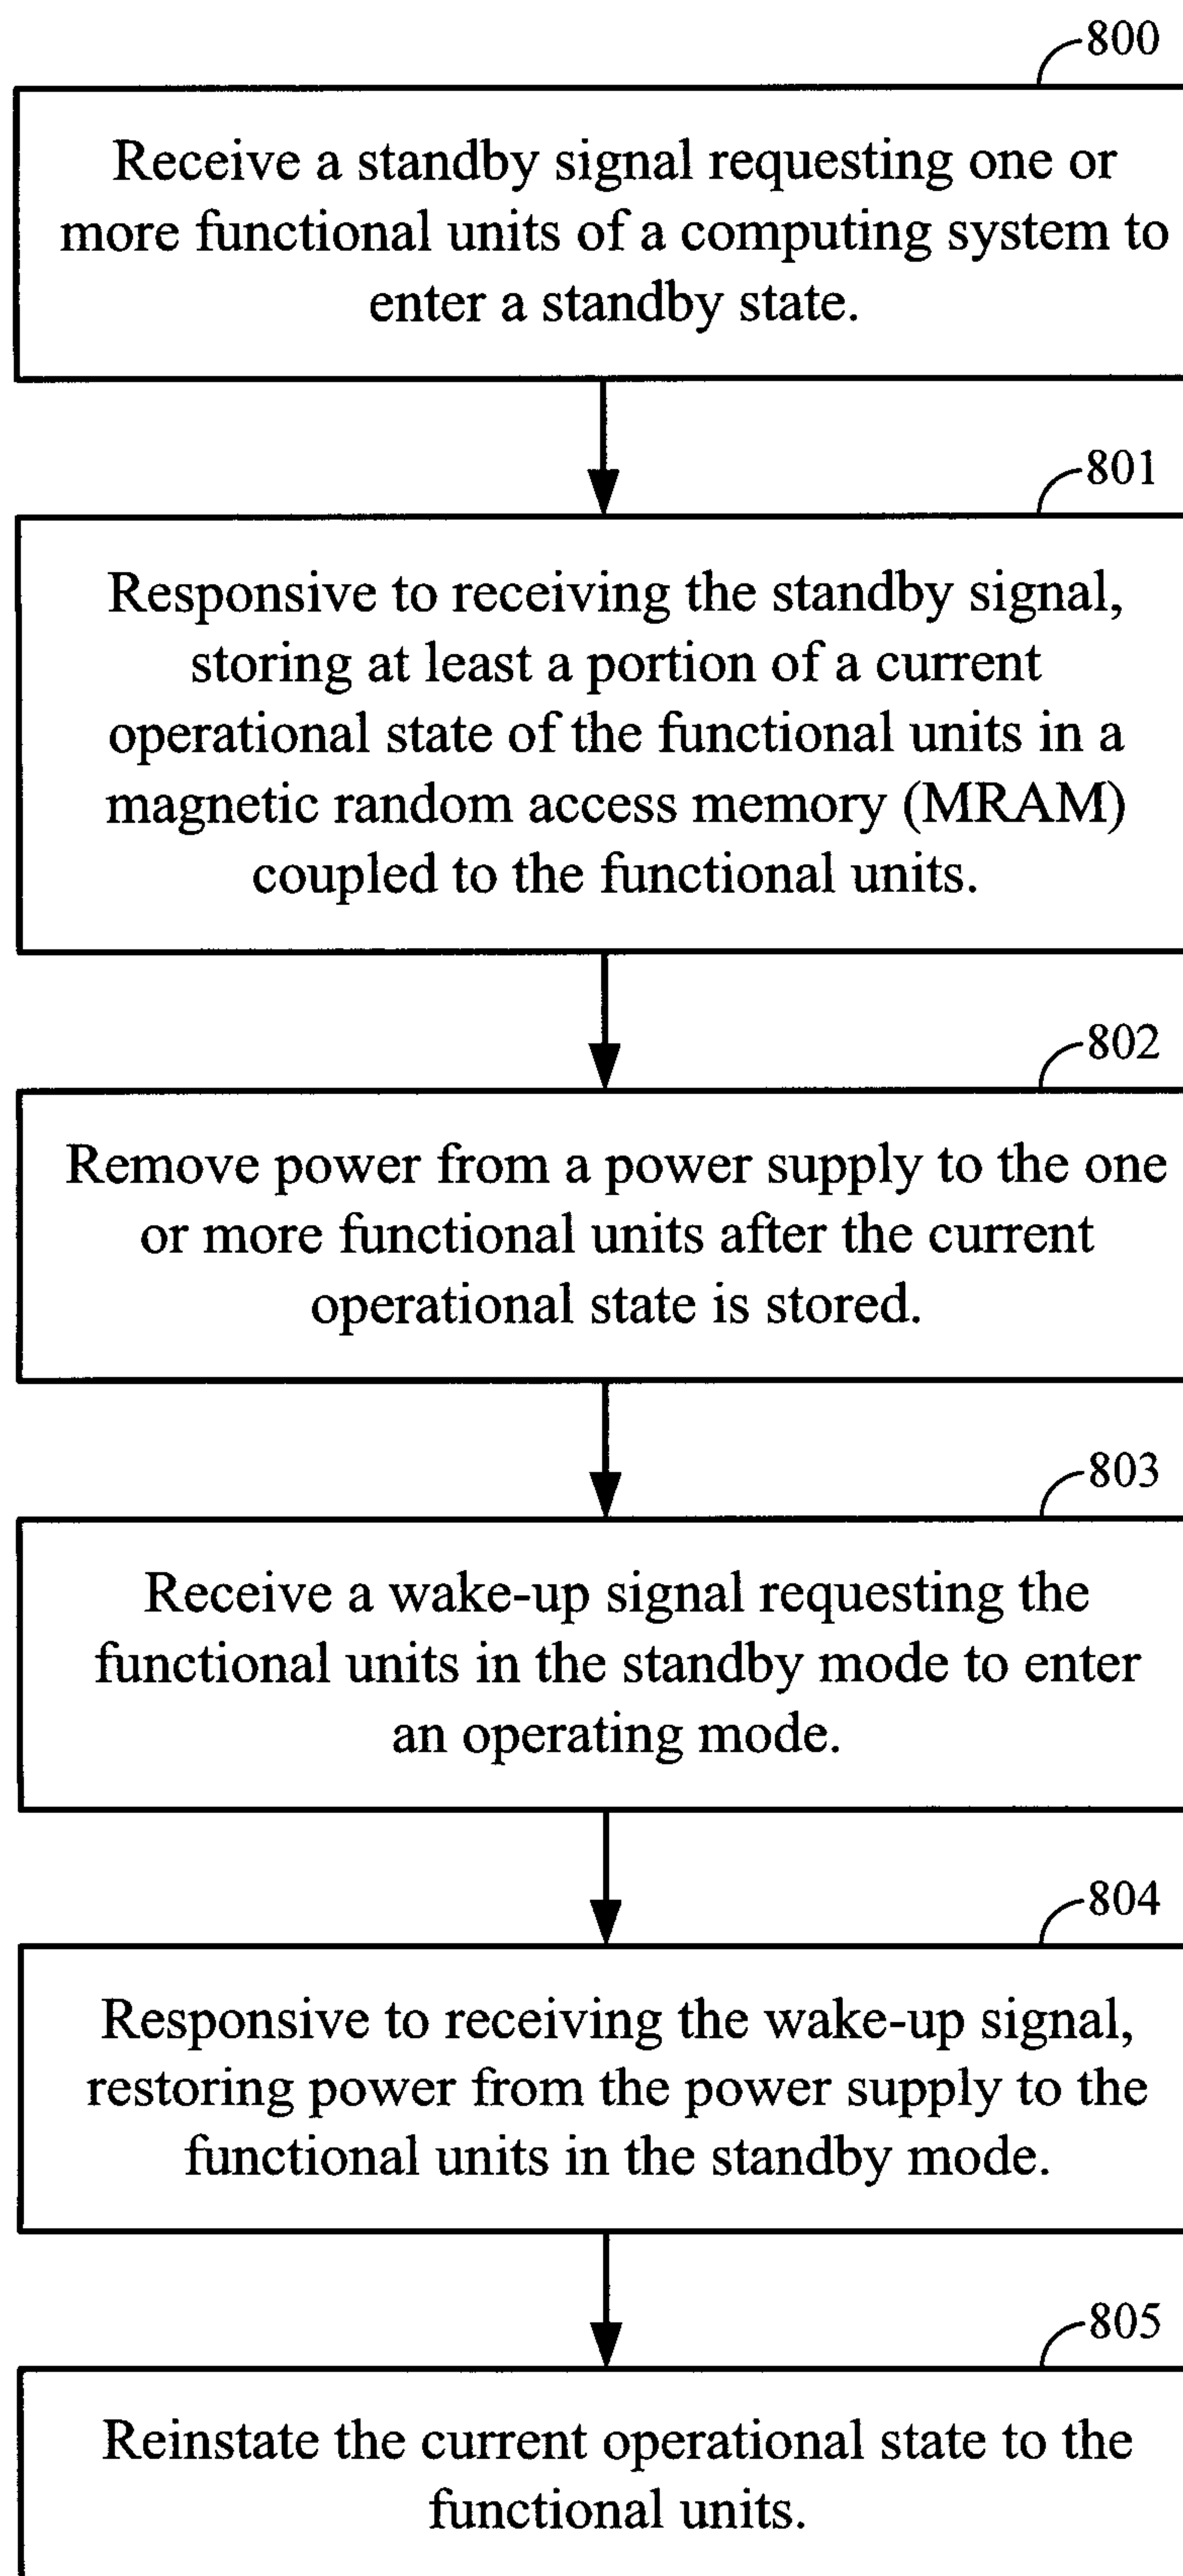 800
Receive a standby signal requesting one or
more functional units of a computing system to
enter a standby state.
801
Responsive to receiving the standby signal,
storing at least a portion of a current
operational state of the functional units in a
magnetic random access memory (MRAM)
coupled to the functional units.
802
Remove power from a power supply to the one
or more functional units after the current
operational state is stored.
803
Receive a wake-up signal requesting the
functional units in the standby mode to enter
an operating mode.
804
Responsive to receiving the wake-up signal,
restoring power from the power supply to the
functional units in the standby mode.
805
Reinstate the current operational state to the
functional units.